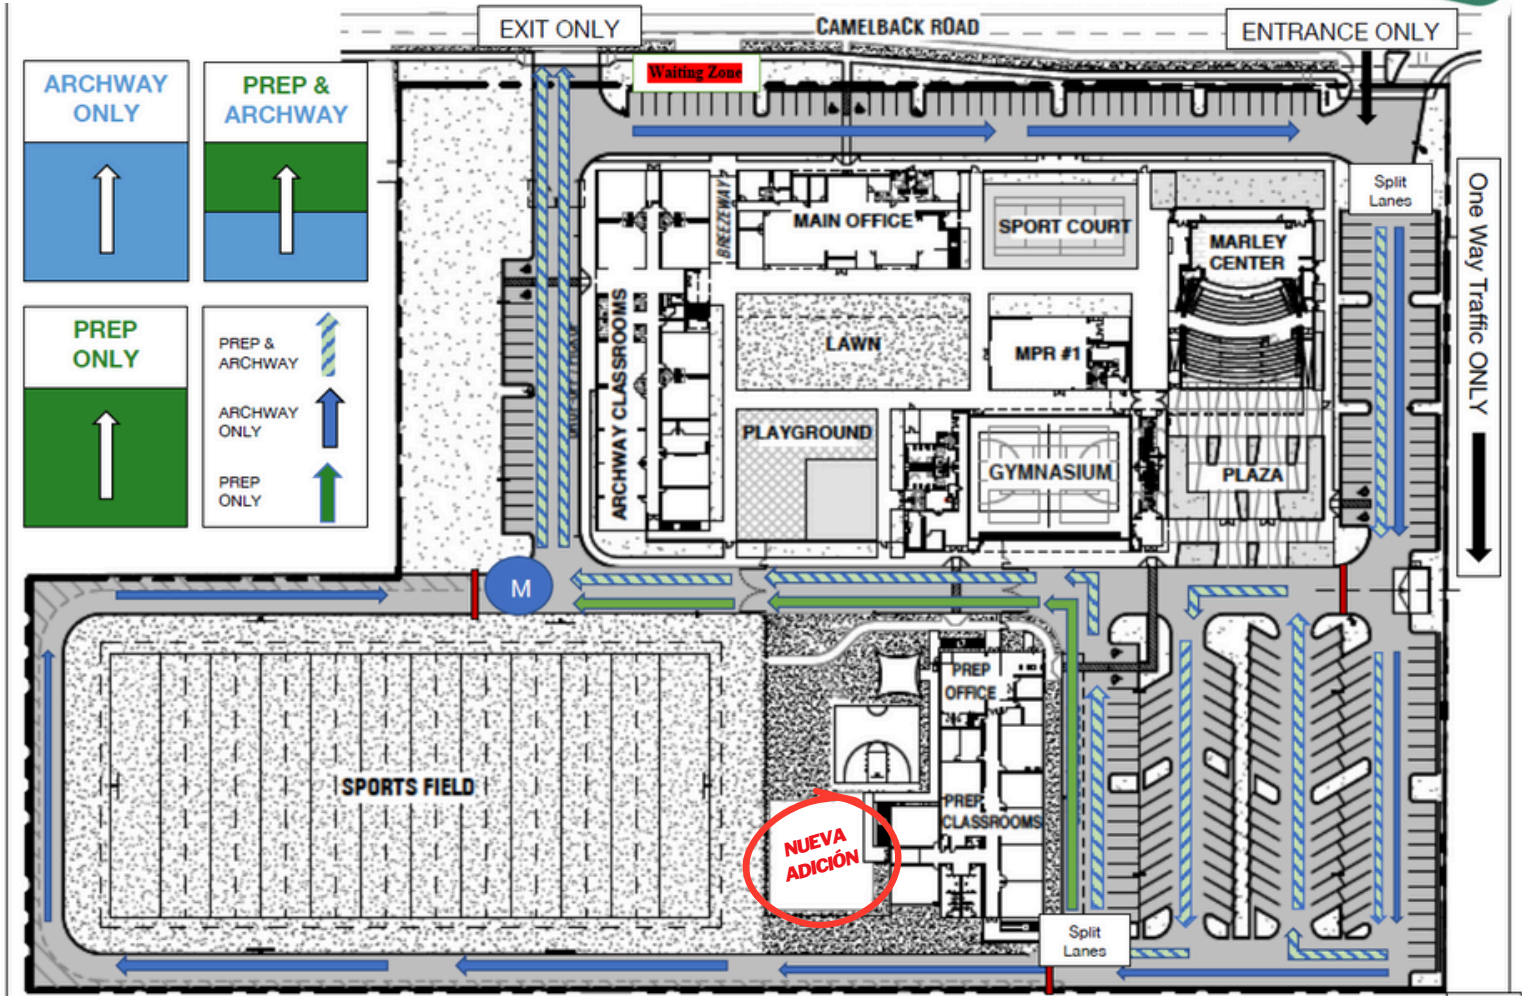 EXIT ONLY
CAMELBACK ROAD
ENTRANCE ONLY
Waiting Zone
ARCHWAY
ONLY
PREP &
ARCHWAY
PREP
ONLY
PREP &
ARCHWAY
ARCHWAY
ONLY
PREP
ONLY
Split
Lanes
One Way Traffic ONLY
BREEZEWAY
MAIN OFFICE
SPORT COURT
MARLEY
CENTER
ARCHWAY CLASSROOMS
LAWN
MPR #1
PLAYGROUND
GYMNASIUM
PLAZA
M
PREP
OFFICE
SPORTS FIELD
PREP
CLASSROOMS
NUEVA
ADICIÓN
Split
Lanes